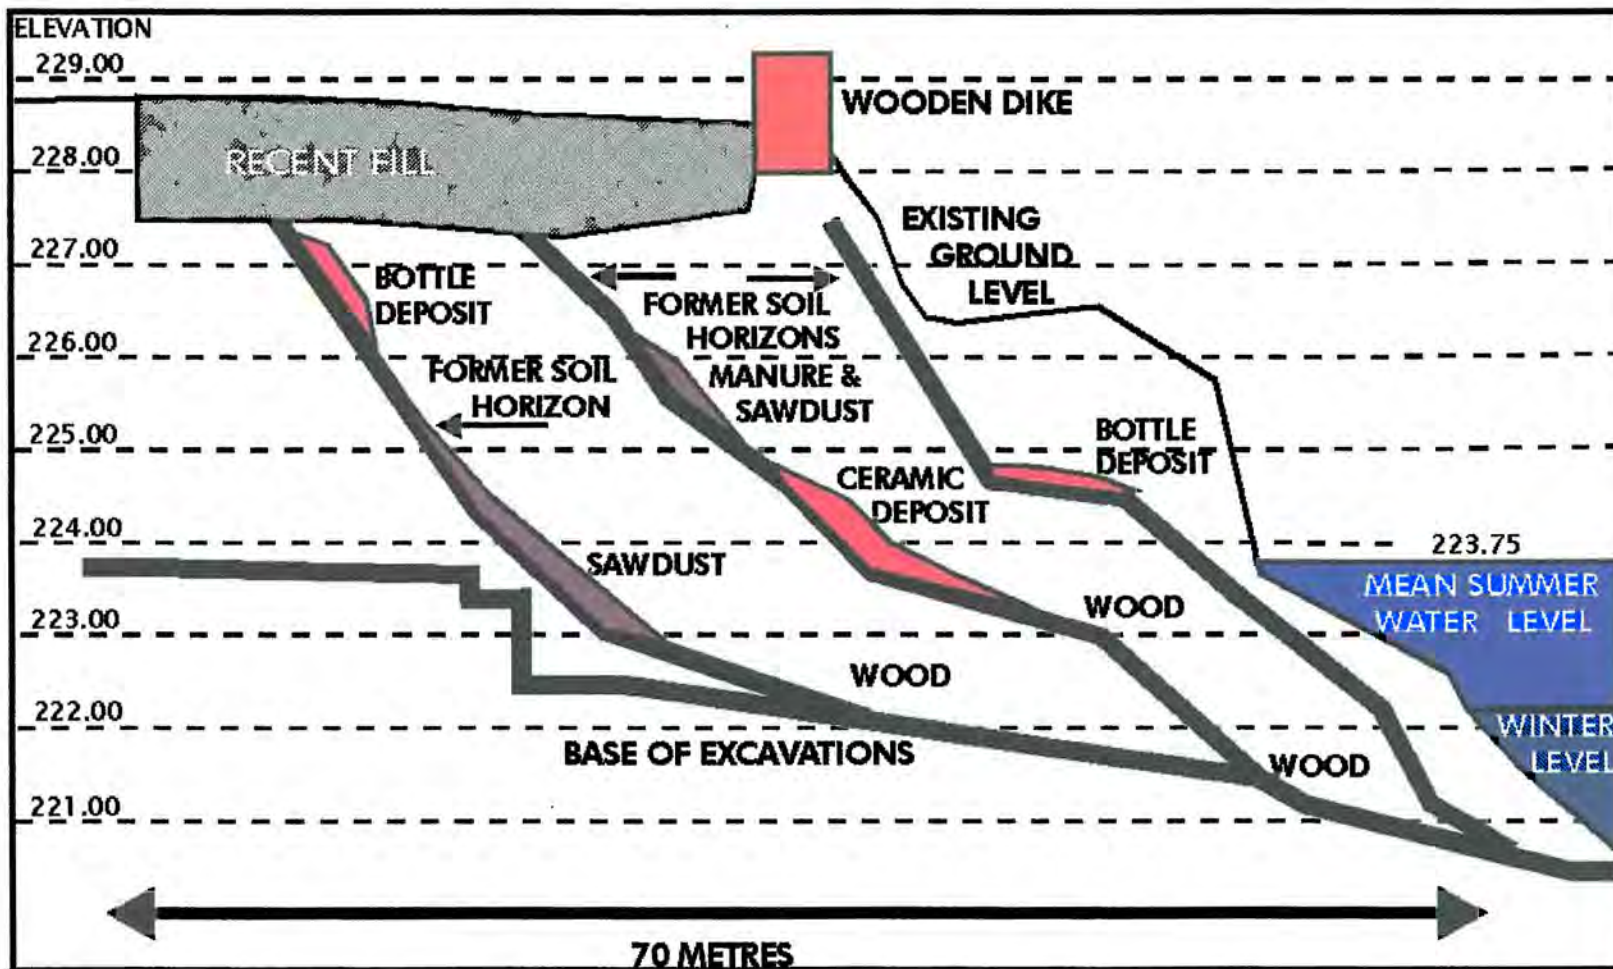 ELEVATION
229.00
WOODEN DIKE
228.00
RECENT FILL
EXISTING
GROUND
LEVEL
227.00
BOTTLE
DEPOSIT
FORMER SOIL
HORIZONS
MANURE &
SAWDUST
226.00
FORMER SOIL
HORIZON
225.00
BOTTLE
DEPOSIT
CERAMIC
DEPOSIT
224.00
223.75
SAWDUST
MEAN SUMMER
WATER LEVEL
WOOD
223.00
WOOD
222.00
WINTER
LEVEL
BASE OF EXCAVATIONS
WOOD
221.00
70 METRES